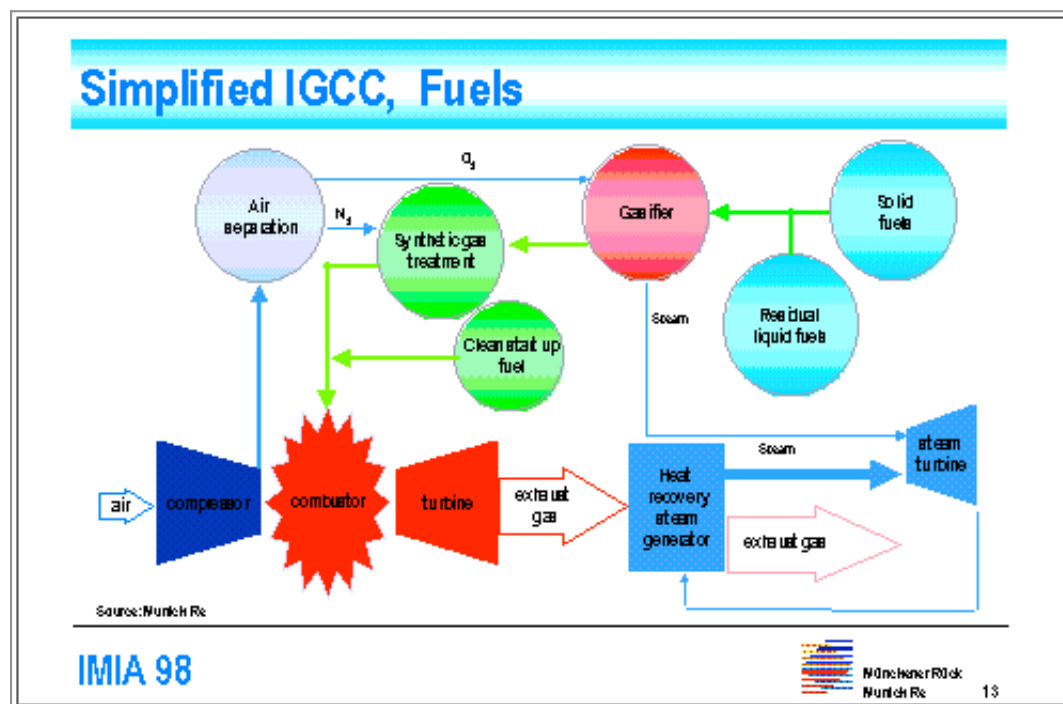 Simplified IGCC, Fuels
Air
separation
O2
N2
Synthetic gas
treatment
Gasifier
Solid
fuels
Residual
liquid fuels
Clean start up
fuel
Steam
Steam
steam
turbine
air
compressor
combustor
turbine
exhaust
gas
Heat
recovery
steam
generator
exhaust gas
Source: Munich Re
IMIA 98
Münchener Rück
Munich Re
13